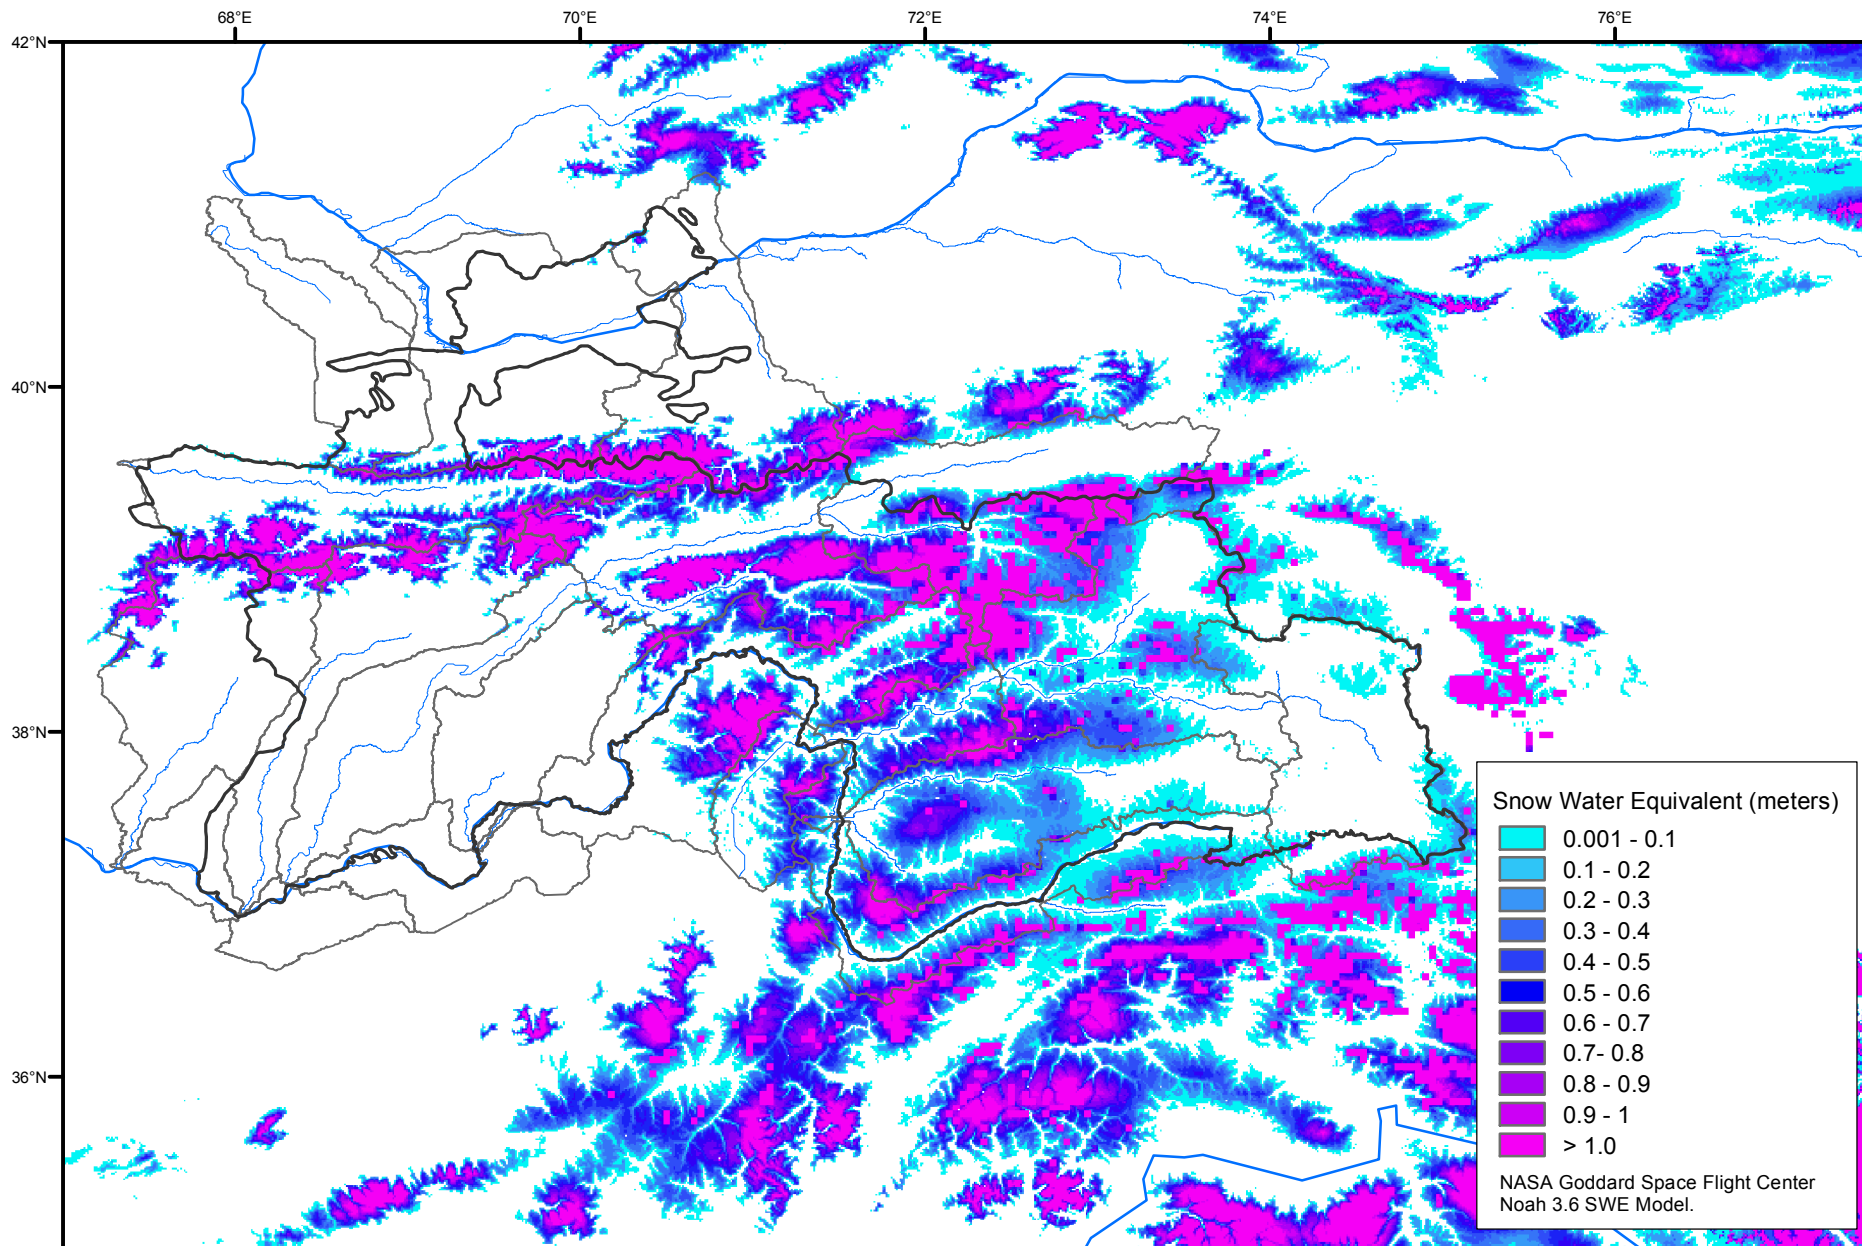 68°E 70°E 72°E 74°E 76°E
42°N
40°N
38°N
36°N
Snow Water Equivalent (meters)
0.001 - 0.1
0.1 - 0.2
0.2 - 0.3
0.3 - 0.4
0.4 - 0.5
0.5 - 0.6
0.6 - 0.7
0.7- 0.8
0.8 - 0.9
0.9 - 1
> 1.0
NASA Goddard Space Flight Center
Noah 3.6 SWE Model.